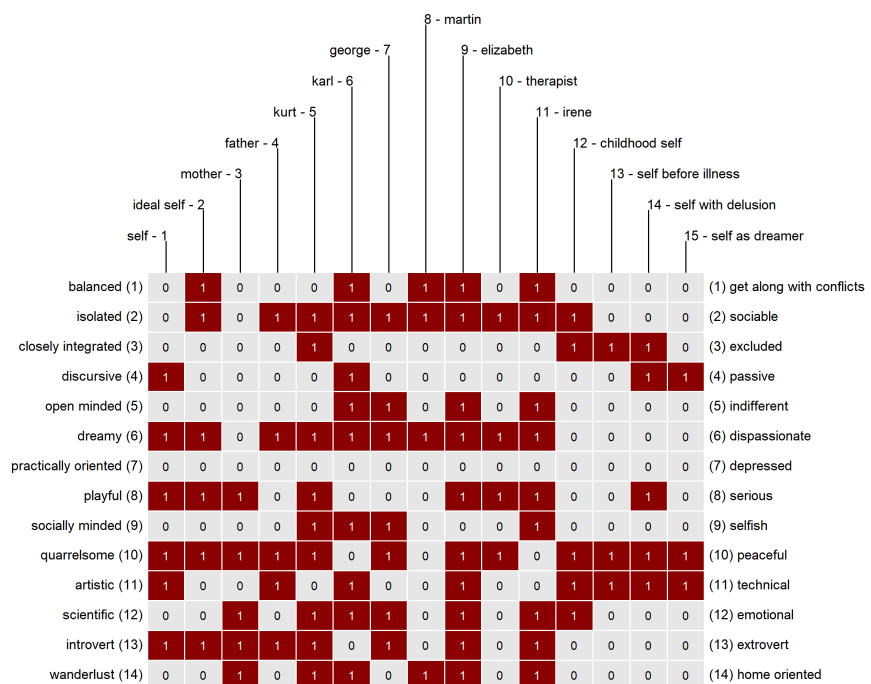 8 - martin
george - 7 9 - elizabeth
karl - 6 10 - therapist
kurt - 5 11 - irene
father - 4 12 - childhood self
mother - 3 13 - self before illness
ideal self - 2 14 - self with delusion
self - 1 15 - self as dreamer
balanced (1) 0 1 0 0 0 1 0 1 1 0 1 0 0 0 0 (1) get along with conflicts
isolated (2) 0 1 0 1 1 1 1 1 1 1 1 1 0 0 0 (2) sociable
closely integrated (3) 0 0 0 0 1 0 0 0 0 0 0 1 1 1 0 (3) excluded
discursive (4) 1 0 0 0 0 1 0 0 0 0 0 0 0 1 1 (4) passive
open minded (5) 0 0 0 0 0 1 1 0 1 0 1 0 0 0 0 (5) indifferent
dreamy (6) 1 1 0 1 1 1 1 1 1 1 1 0 0 0 0 (6) dispassionate
practically oriented (7) 0 0 0 0 0 0 0 0 0 0 0 0 0 0 0 (7) depressed
playful (8) 1 1 1 0 1 0 0 0 1 1 1 0 0 1 0 (8) serious
socially minded (9) 0 0 0 0 1 1 1 0 0 0 1 0 0 0 0 (9) selfish
quarrelsome (10) 1 1 1 1 1 0 1 0 1 1 0 1 1 1 1 (10) peaceful
artistic (11) 1 0 0 1 0 1 0 0 1 0 0 1 1 1 1 (11) technical
scientific (12) 0 0 1 0 1 1 1 0 1 0 1 1 0 0 0 (12) emotional
introvert (13) 1 1 1 1 1 0 1 0 1 0 1 0 0 0 0 (13) extrovert
wanderlust (14) 0 0 1 0 1 1 0 1 1 0 1 0 0 0 0 (14) home oriented